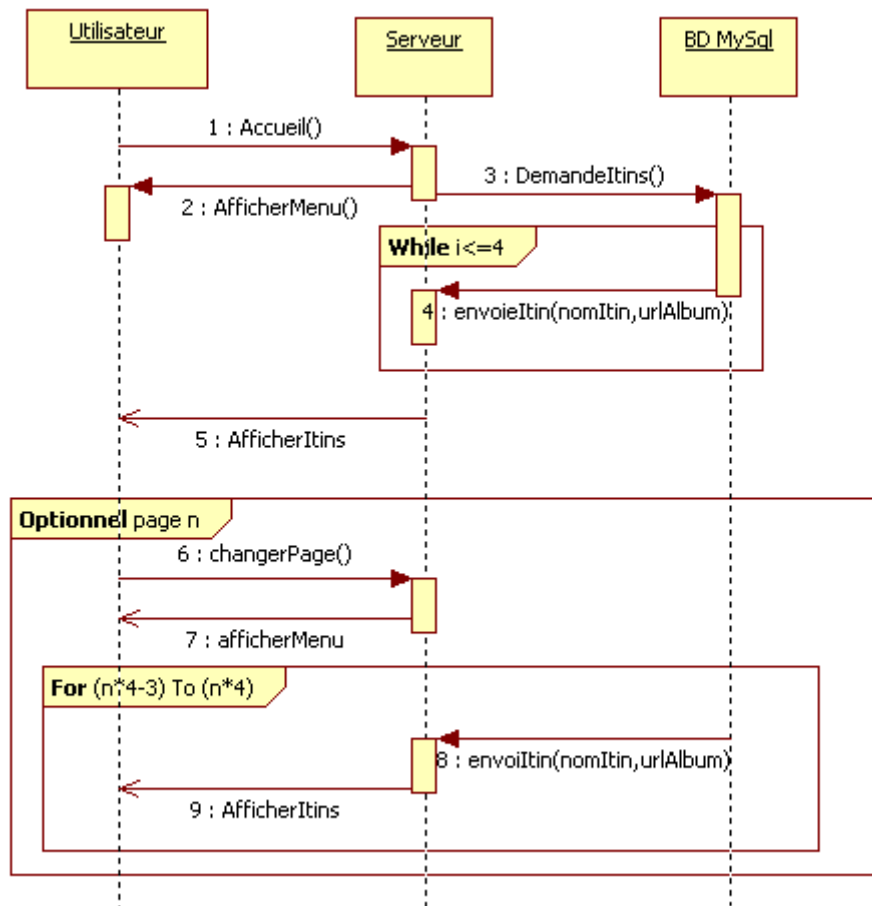 Utilisateur
Serveur
BD MySql
1 : Accueil()
2 : AfficherMenu()
3 : DemandeItins()
While i<=4
4 : envoieItin(nomItin,urlAlbum)
5 : AfficherItins
Optionnel page n
6 : changerPage()
7 : afficherMenu
For (n*4-3) To (n*4)
8 : envoiItin(nomItin,urlAlbum)
9 : AfficherItins